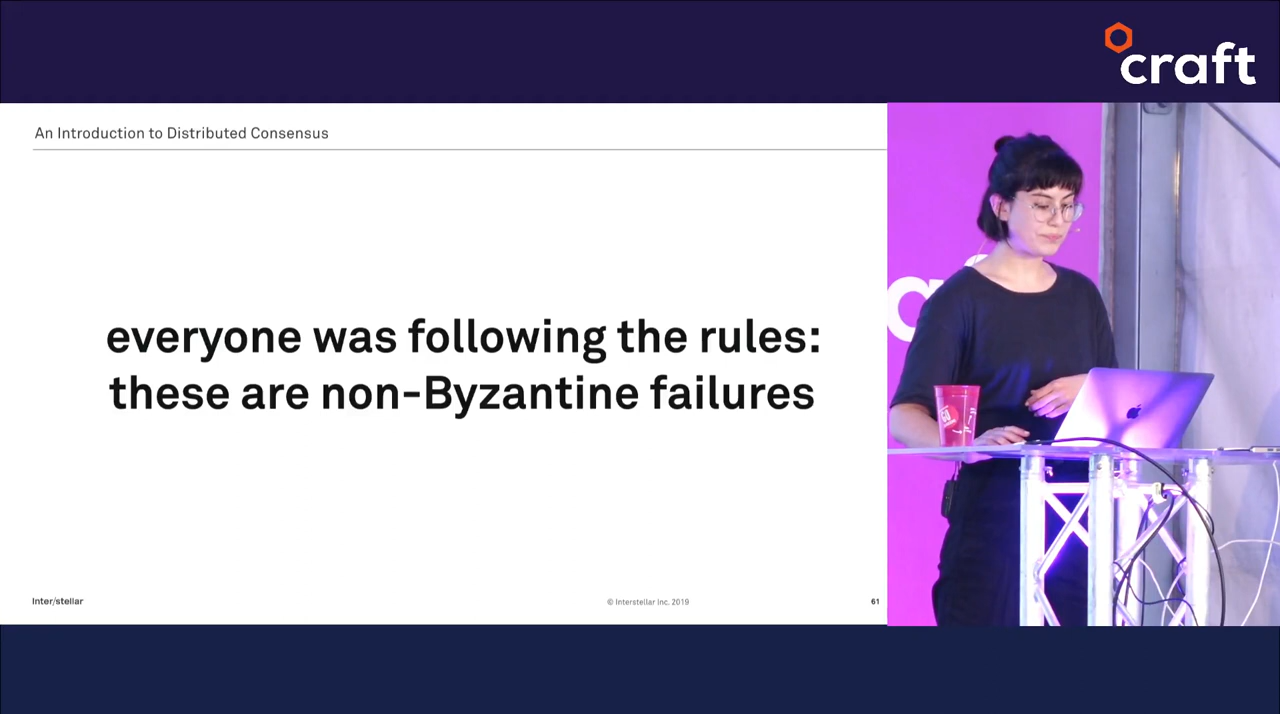 craft
An Introduction to Distributed Consensus
everyone was following the rules:
these are non-Byzantine failures
Inter/stellar
© Interstellar Inc, 2019
61